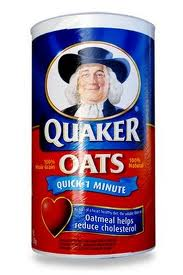 QUAKER
OATS
100%
Whole Grain
100%
Natural
QUICK-1 MINUTE
Oatmeal helps
reduce cholesterol